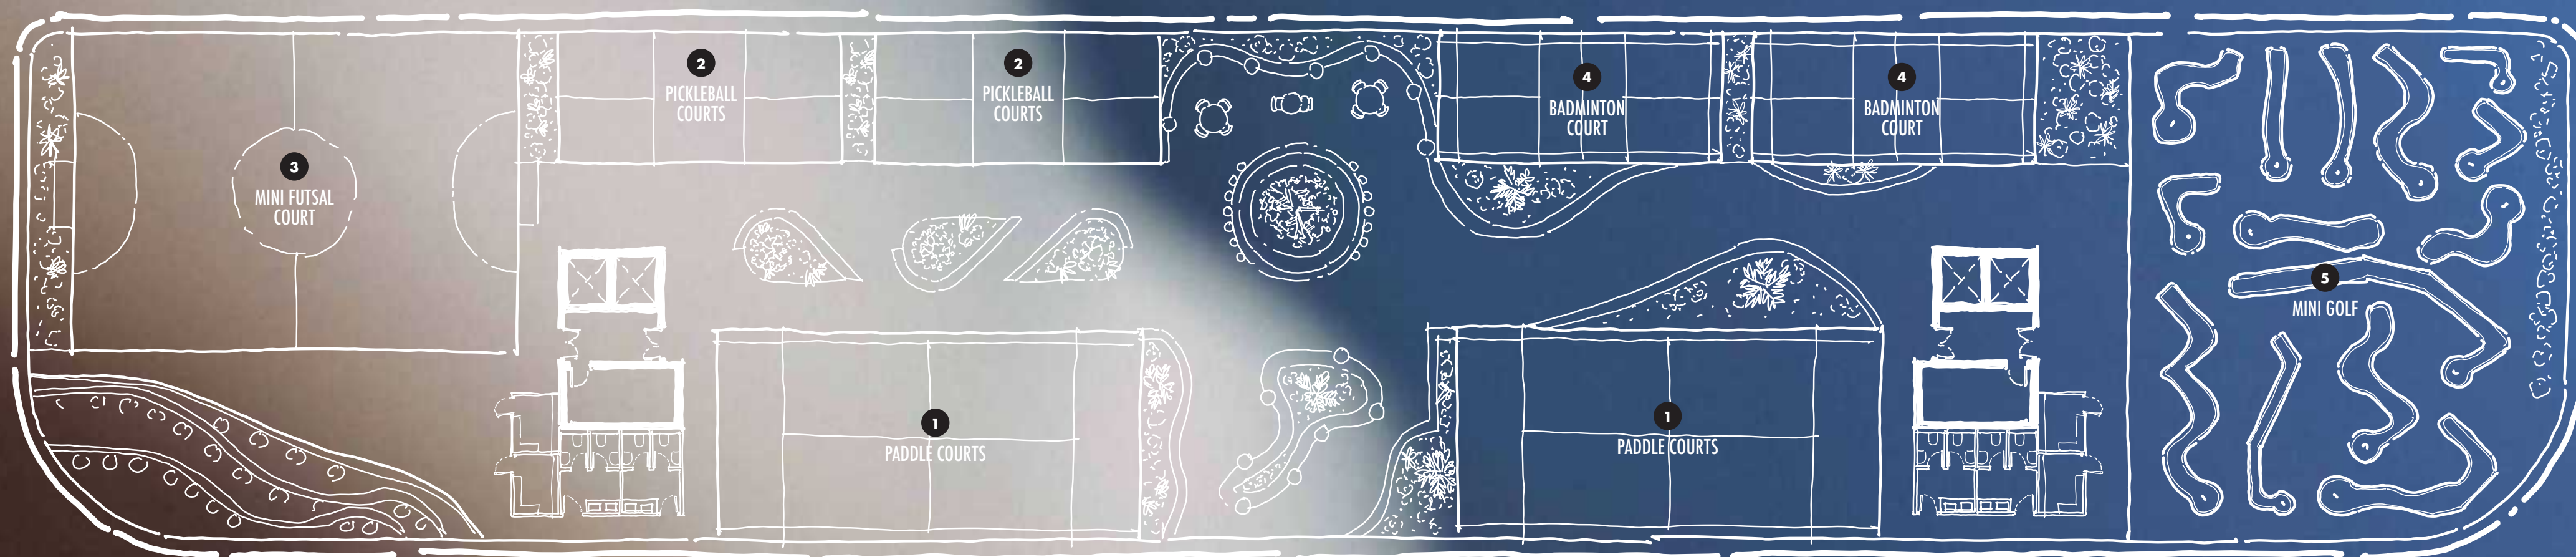 2
PICKLEBALL
COURTS
2
PICKLEBALL
COURTS
4
BADMINTON
COURT
4
BADMINTON
COURT
3
MINI FUTSAL
COURT
5
MINI GOLF
1
PADDLE COURTS
1
PADDLE COURTS